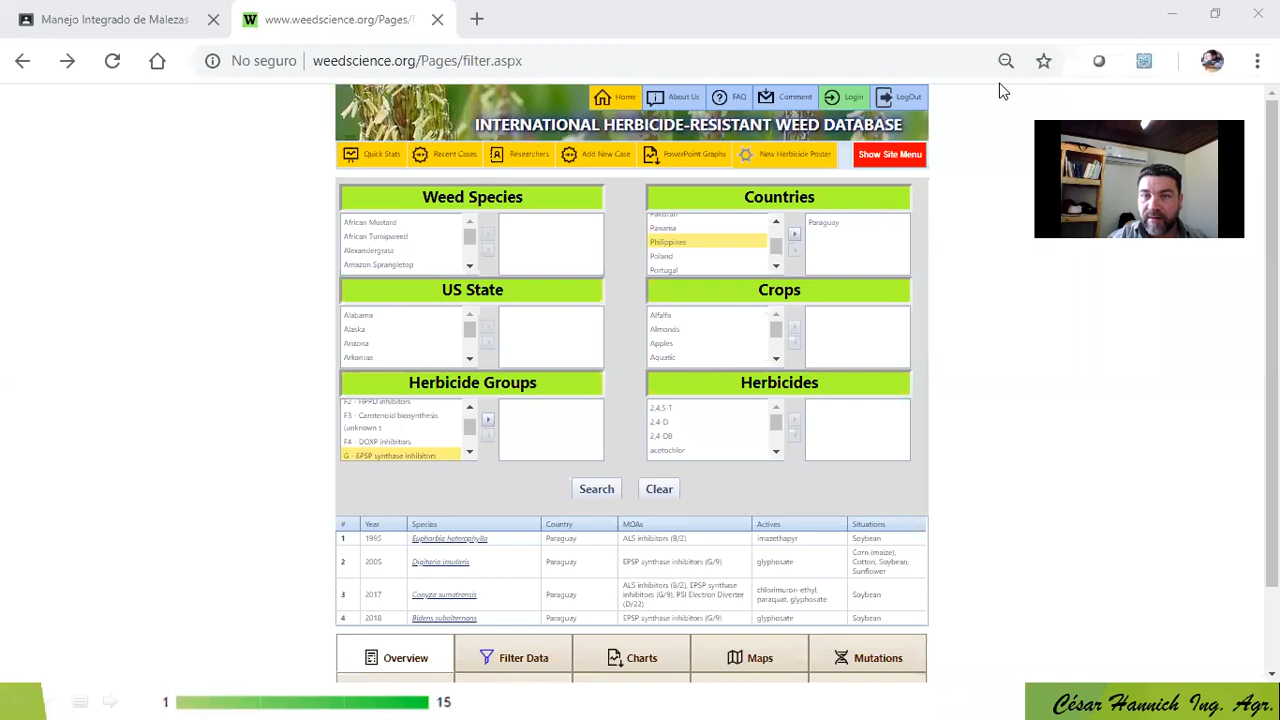 Manejo Integrado de Malezas
www.weedscience.org/Pages/f
No seguro
weedscience.org/Pages/filter.aspx
Home
About Us
FAQ
Comment
Login
LogOut
INTERNATIONAL HERBICIDE-RESISTANT WEED DATABASE
Quick Stats
Recent Cases
Researchers
Add New Case
PowerPoint Graphs
New Herbicide Poster
Show Site Menu
Weed Species
African Mustard
African Turnipweed
Alexandergrass
Amazon Sprangletop
Countries
Pakistan
Panama
Philippines
Poland
Portugal
Paraguay
US State
Alabama
Alaska
Arizona
Arkansas
Crops
Alfalfa
Almonds
Apples
Aquatic
Herbicide Groups
F2 - HPPD inhibitors
F3 - Carotenoid biosynthesis
(unknown t
F4 - DOXP inhibitors
G - EPSP synthase inhibitors
Herbicides
2,4,5-T
2,4-D
2,4-DB
acetochlor
Search
Clear
# Year Species Country MOAs Actives Situations
1 1995 Euphorbia heterophylla Paraguay ALS inhibitors (B/2) imazethapyr Soybean
2 2005 Digitaria insularis Paraguay EPSP synthase inhibitors (G/9) glyphosate Corn (maize), Cotton, Soybean, Sunflower
3 2017 Conyza sumatrensis Paraguay ALS inhibitors (B/2), EPSP synthase inhibitors (G/9), PSI Electron Diverter (D/22) chlorimuron-ethyl, paraquat, glyphosate Soybean
4 2018 Bidens subalternans Paraguay EPSP synthase inhibitors (G/9) glyphosate Soybean
Overview
Filter Data
Charts
Maps
Mutations
1
15
César Hannich Ing. Agr.